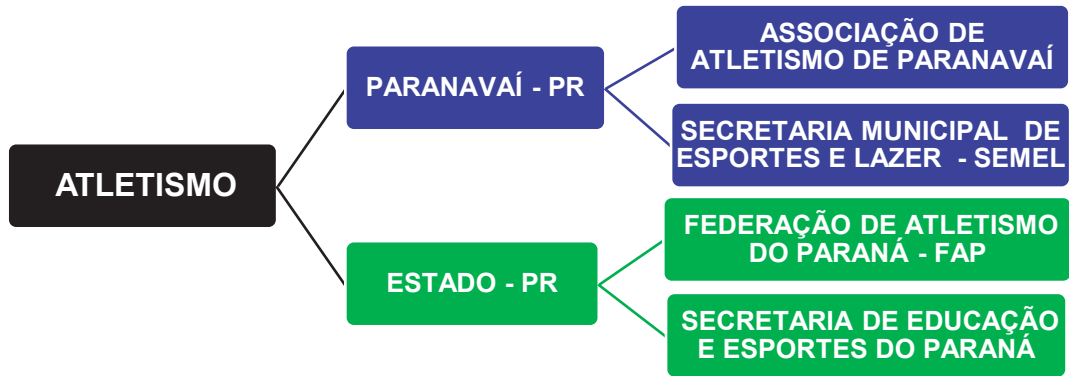 ATLETISMO
PARANAVAÍ - PR
ASSOCIAÇÃO DE
ATLETISMO DE PARANAVAÍ
SECRETARIA MUNICIPAL DE
ESPORTES E LAZER - SEMEL
ESTADO - PR
FEDERAÇÃO DE ATLETISMO
DO PARANÁ - FAP
SECRETARIA DE EDUCAÇÃO
E ESPORTES DO PARANÁ